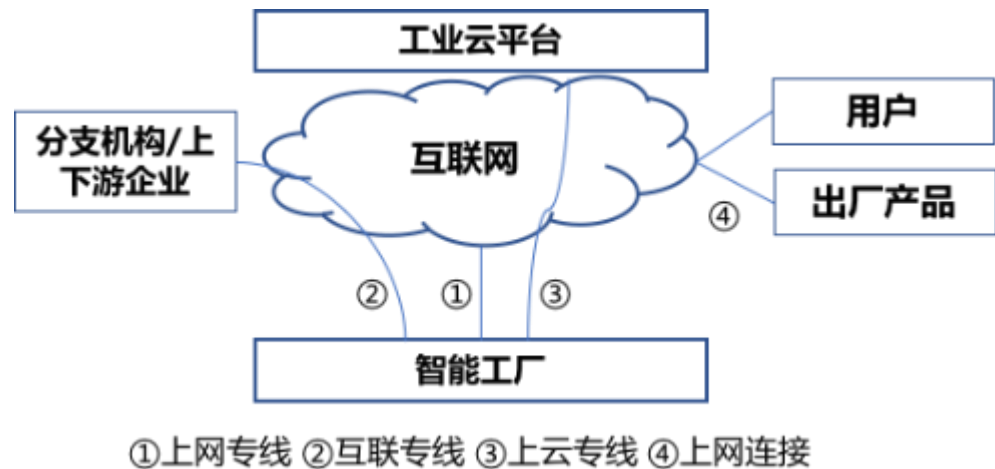 工业云平台
分支机构/上
下游企业
互联网
用户
出厂产品
④
②
①
③
智能工厂
①上网专线 ②互联专线 ③上云专线 ④上网连接